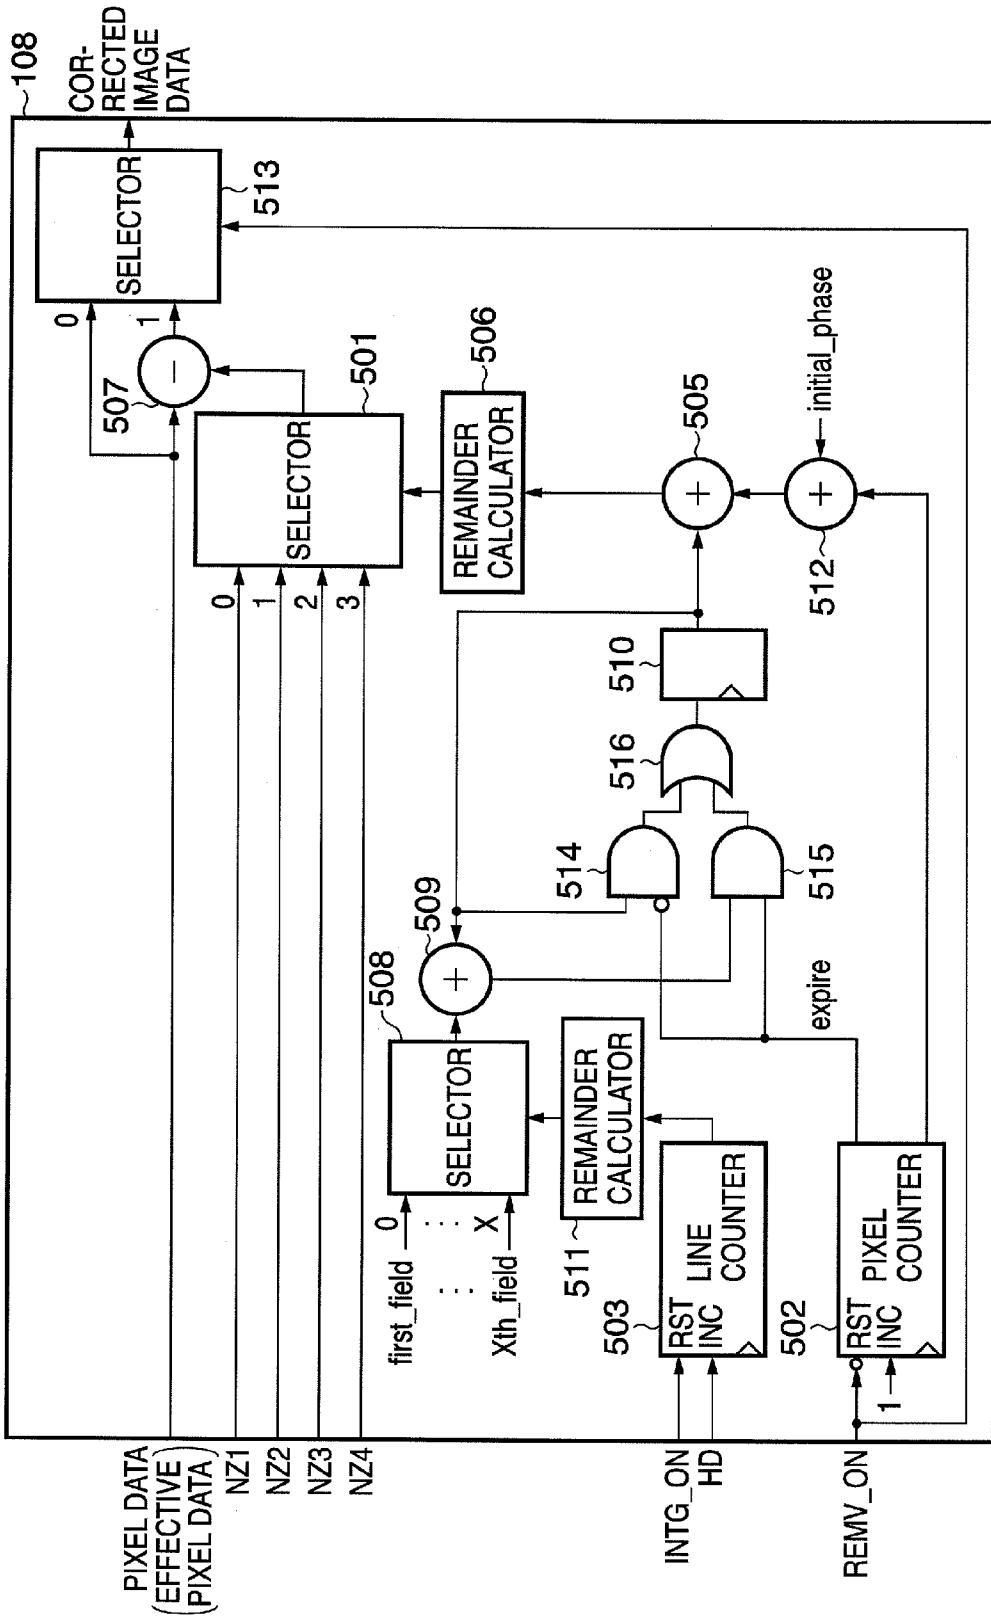 108
COR-
RECTED
IMAGE
DATA
SELECTOR
513
0
1
507
−
SELECTOR
501
0
1
2
3
REMAINDER
CALCULATOR
506
+
505
initial_phase
+
512
510
516
514
515
509
+
508
SELECTOR
expire
first_field
0
...
...
Xth_field
X
REMAINDER
CALCULATOR
511
503
RST
INC
LINE
COUNTER
502
RST
INC
PIXEL
COUNTER
1
PIXEL DATA
(EFFECTIVE
PIXEL DATA)
NZ1
NZ2
NZ3
NZ4
INTG_ON
HD
REMV_ON